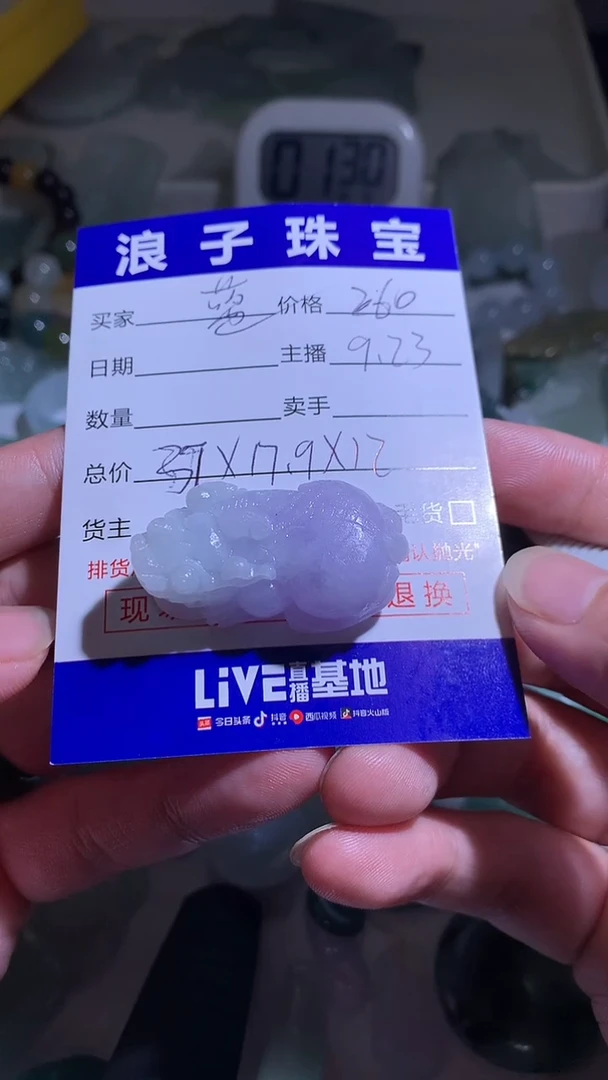 0130
浪子珠宝
买家 价格 260
日期 主播 9.23
数量 卖手
总价 37X17.9X12
货主 货□
排货 认抛光*
现 退换
LiVE直播基地
头条 今日头条 抖音 西瓜视频 抖音火山版